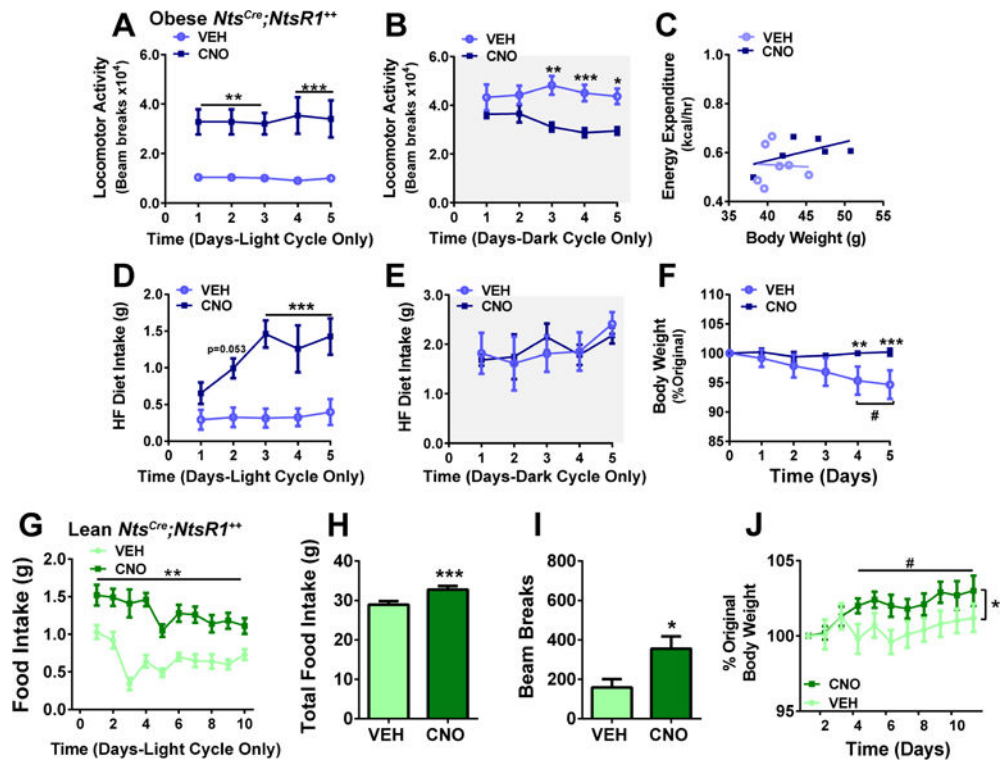 A Obese Nts^Cre;NtsR1^++
VEH
CNO
**
***
Locomotor Activity
(Beam breaks x10^4)
6.0
4.0
2.0
0.0
0 1 2 3 4 5
Time (Days-Light Cycle Only)
B
VEH
CNO
** *** *
Locomotor Activity
(Beam breaks x10^4)
6.0
4.0
2.0
0.0
0 1 2 3 4 5
Time (Days-Dark Cycle Only)
C
VEH
CNO
Energy Expenditure
(kcal/hr)
1.0
0.8
0.6
0.4
35 40 45 50 55
Body Weight (g)
D
VEH
CNO
p=0.053
***
HF Diet Intake (g)
2.0
1.5
1.0
0.5
0.0
0 1 2 3 4 5
Time (Days-Light Cycle Only)
E
VEH
CNO
HF Diet Intake (g)
3.0
2.0
1.0
0.0
0 1 2 3 4 5
Time (Days-Dark Cycle Only)
F
VEH
CNO
** ***
#
Body Weight
(%Original)
110
105
100
95
90
85
0 1 2 3 4 5
Time (Days)
G Lean Nts^Cre;NtsR1^++
VEH
CNO
**
Food Intake (g)
2.0
1.5
1.0
0.5
0.0
0 2 4 6 8 10
Time (Days-Light Cycle Only)
H
***
Total Food Intake (g)
40
30
20
10
0
VEH CNO
I
*
Beam Breaks
800
600
400
200
0
VEH CNO
J
#
*
% Original
Body Weight
105
100
95
CNO
VEH
2 4 6 8 10
Time (Days)